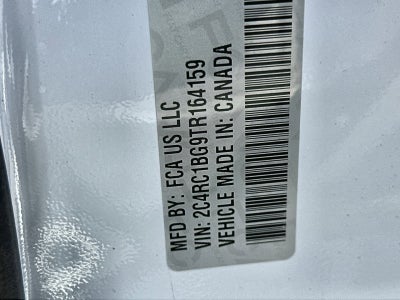 MFD BY: FCA US LLC
VIN: 2C4RC1BG9TR164159
VEHICLE MADE IN: CANADA